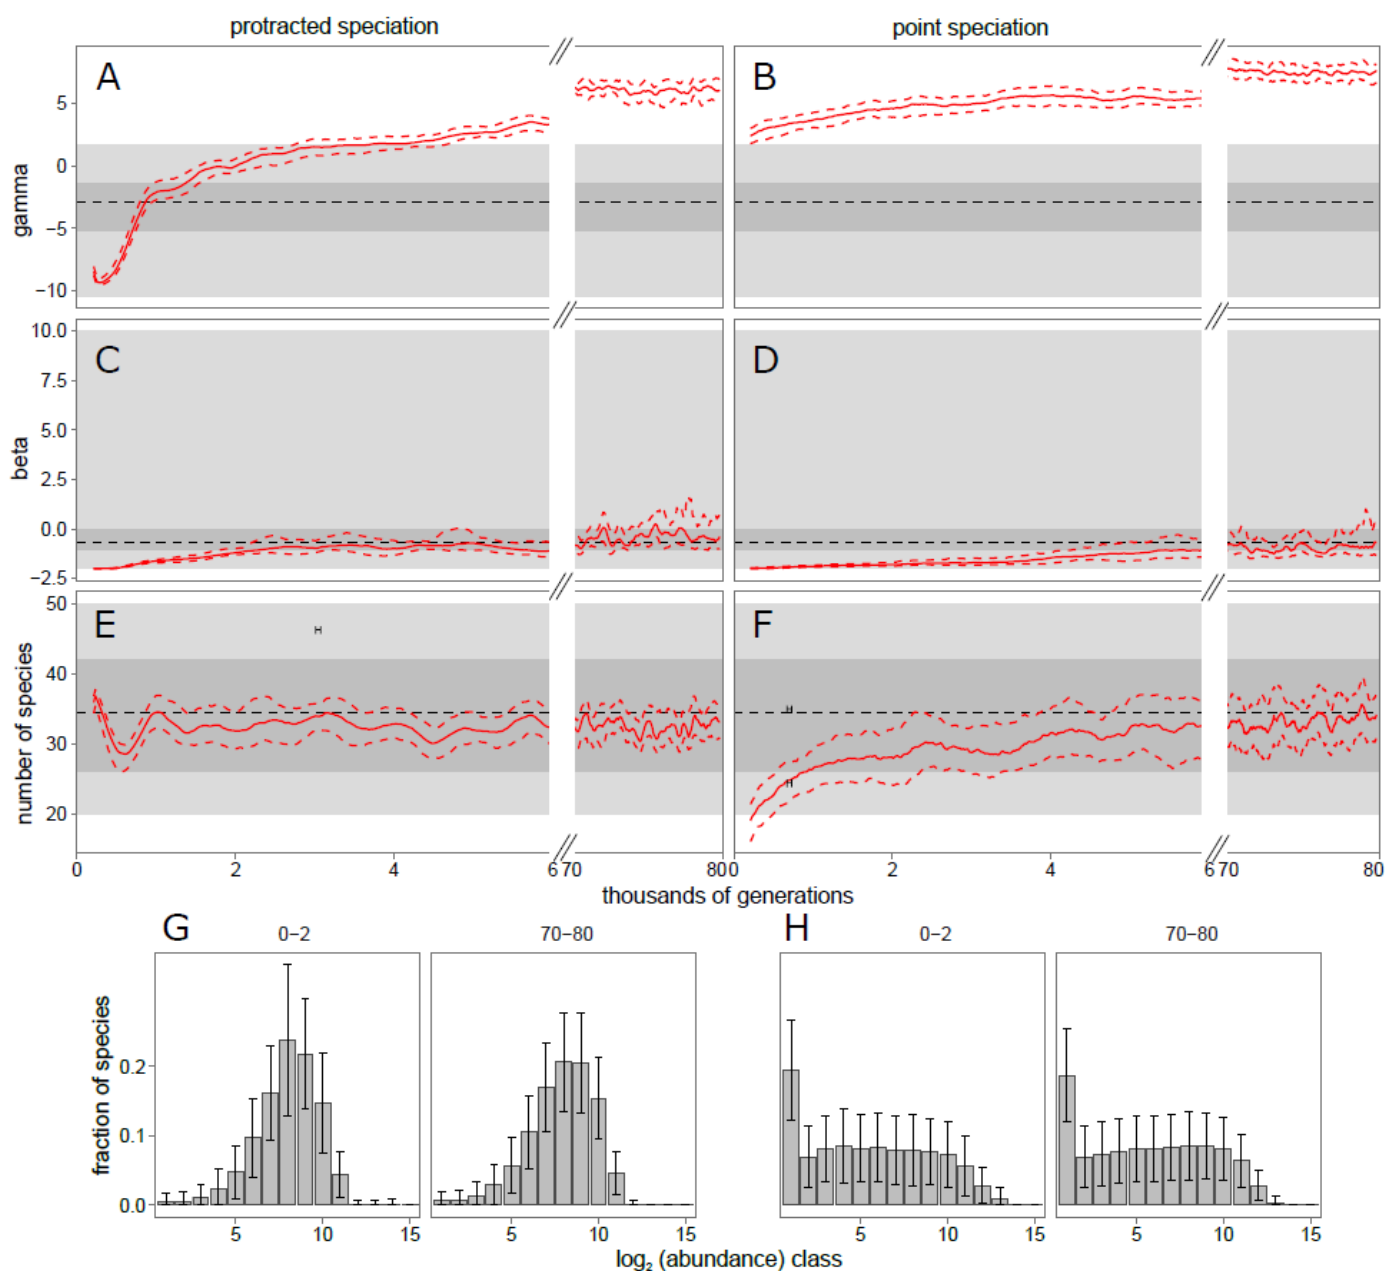 protracted speciation
point speciation
A
B
5
0
−5
−10
gamma
C
D
10.0
7.5
5.0
2.5
0.0
−2.5
beta
E
F
H
H
H
50
40
30
20
number of species
0 2 4 6 70 80
0 2 4 6 70 80
thousands of generations
G
0−2
70−80
H
0−2
70−80
0.2
0.1
0.0
fraction of species
5 10 15
5 10 15
5 10 15
5 10 15
log₂ (abundance) class